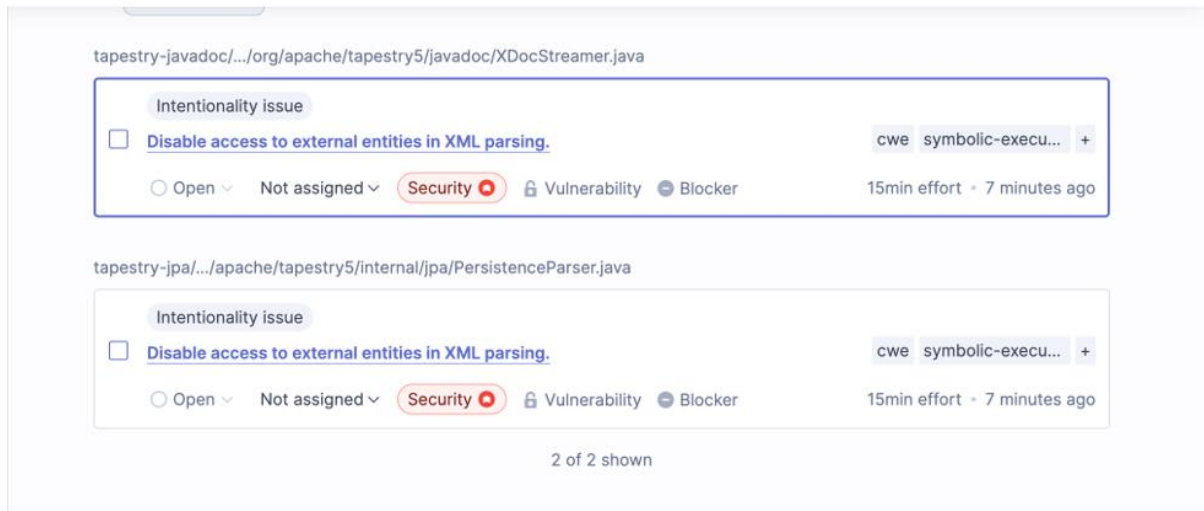 tapestry-javadoc/.../org/apache/tapestry5/javadoc/XDocStreamer.java
Intentionality issue
Disable access to external entities in XML parsing.
cwe symbolic-execu... +
Open Not assigned Security Vulnerability Blocker 15min effort • 7 minutes ago
tapestry-jpa/.../apache/tapestry5/internal/jpa/PersistenceParser.java
Intentionality issue
Disable access to external entities in XML parsing.
cwe symbolic-execu... +
Open Not assigned Security Vulnerability Blocker 15min effort • 7 minutes ago
2 of 2 shown